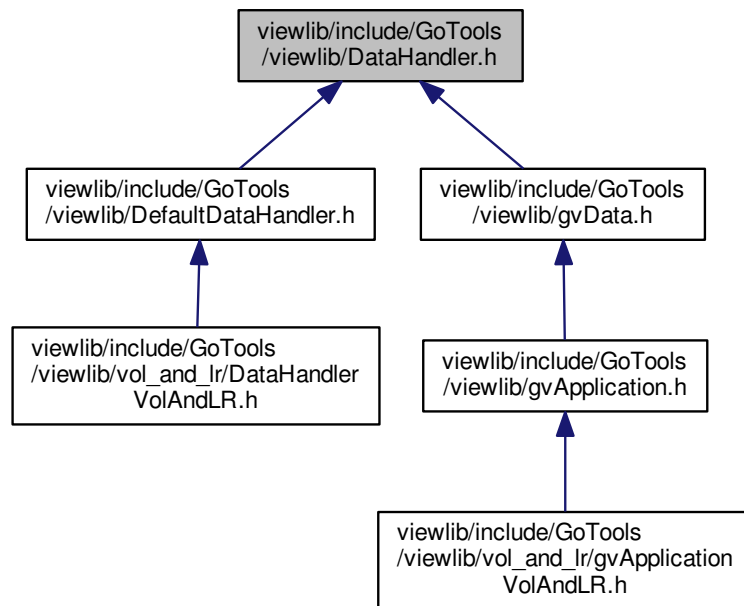 viewlib/include/GoTools
/viewlib/DataHandler.h
viewlib/include/GoTools
/viewlib/DefaultDataHandler.h
viewlib/include/GoTools
/viewlib/gvData.h
viewlib/include/GoTools
/viewlib/vol_and_lr/DataHandler
VolAndLR.h
viewlib/include/GoTools
/viewlib/gvApplication.h
viewlib/include/GoTools
/viewlib/vol_and_lr/gvApplication
VolAndLR.h